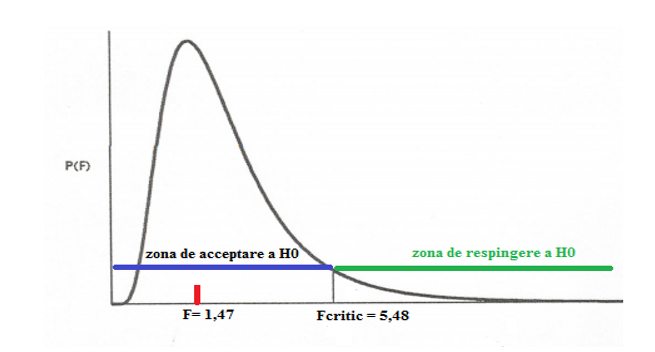 P(F)
zona de acceptare a H0
zona de respingere a H0
F= 1,47
Fcritic = 5,48